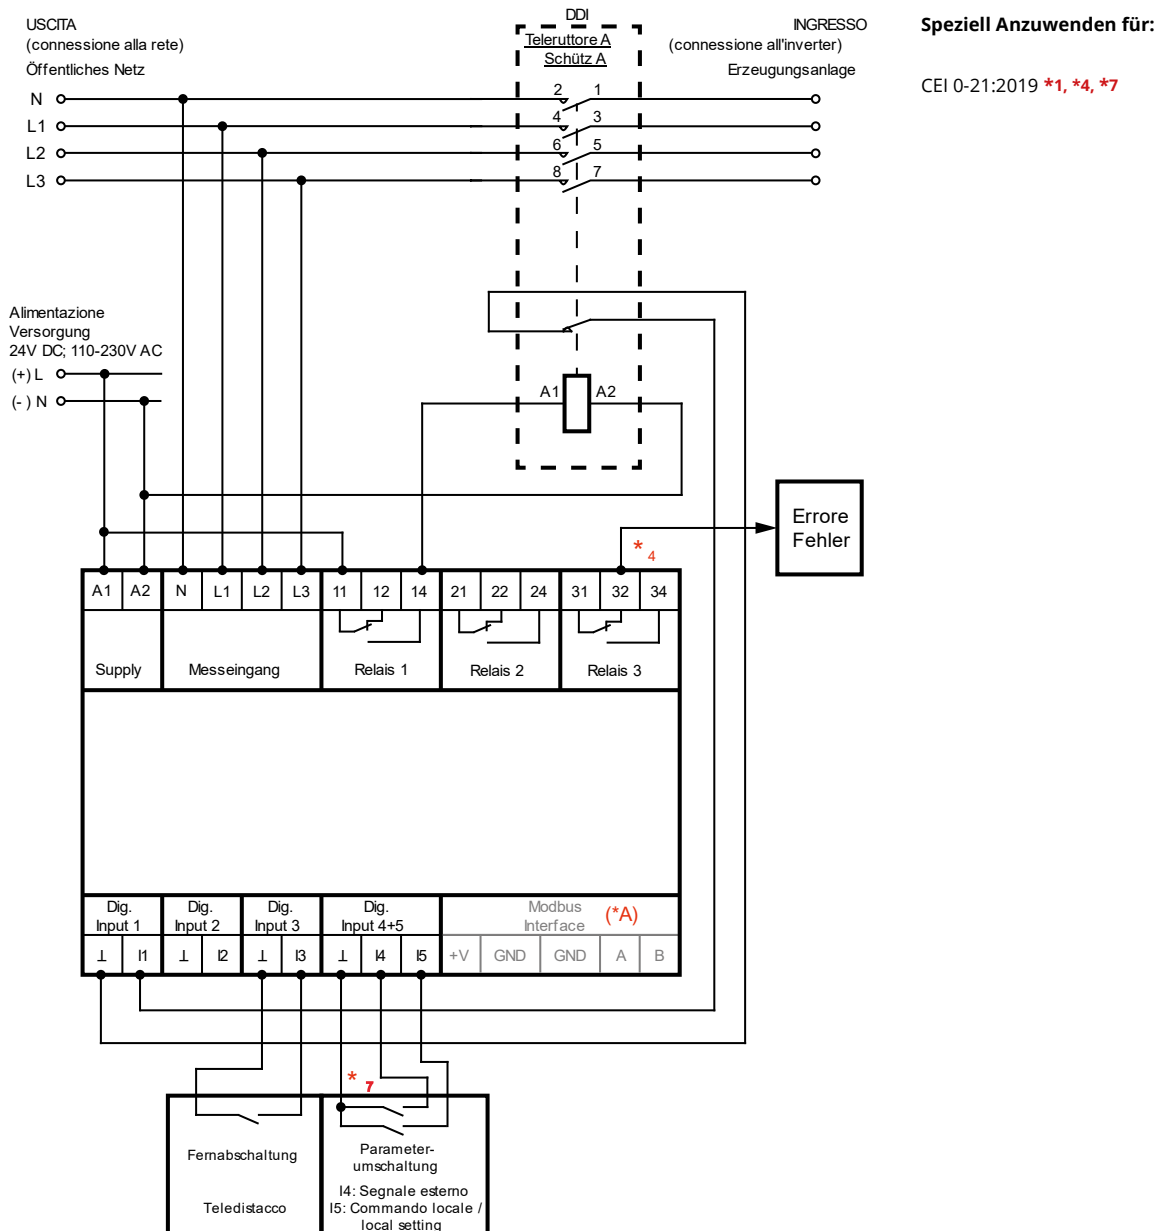 USCITA
(connessione alla rete)
Öffentliches Netz
DDI
Teleruttore A
Schütz A
INGRESSO
(connessione all'inverter)
Erzeugungsanlage
Speziell Anzuwenden für:
CEI 0-21:2019 *1, *4, *7
N 2 1
L1 4 3
L2 6 5
L3 8 7
Alimentazione
Versorgung
24V DC; 110-230V AC
(+) L
(-) N
A1 A2
Errore
Fehler
* 4
A1 A2 N L1 L2 L3 11 12 14 21 22 24 31 32 34
Supply Messeingang Relais 1 Relais 2 Relais 3
Dig.
Input 1
Dig.
Input 2
Dig.
Input 3
Dig.
Input 4+5
Modbus
Interface
(*A)
⊥ I1 ⊥ I2 ⊥ I3 ⊥ I4 I5 +V GND GND A B
* 7
Fernabschaltung
Teledistacco
Parameter-
umschaltung
I4: Segnale esterno
I5: Commando locale /
local setting